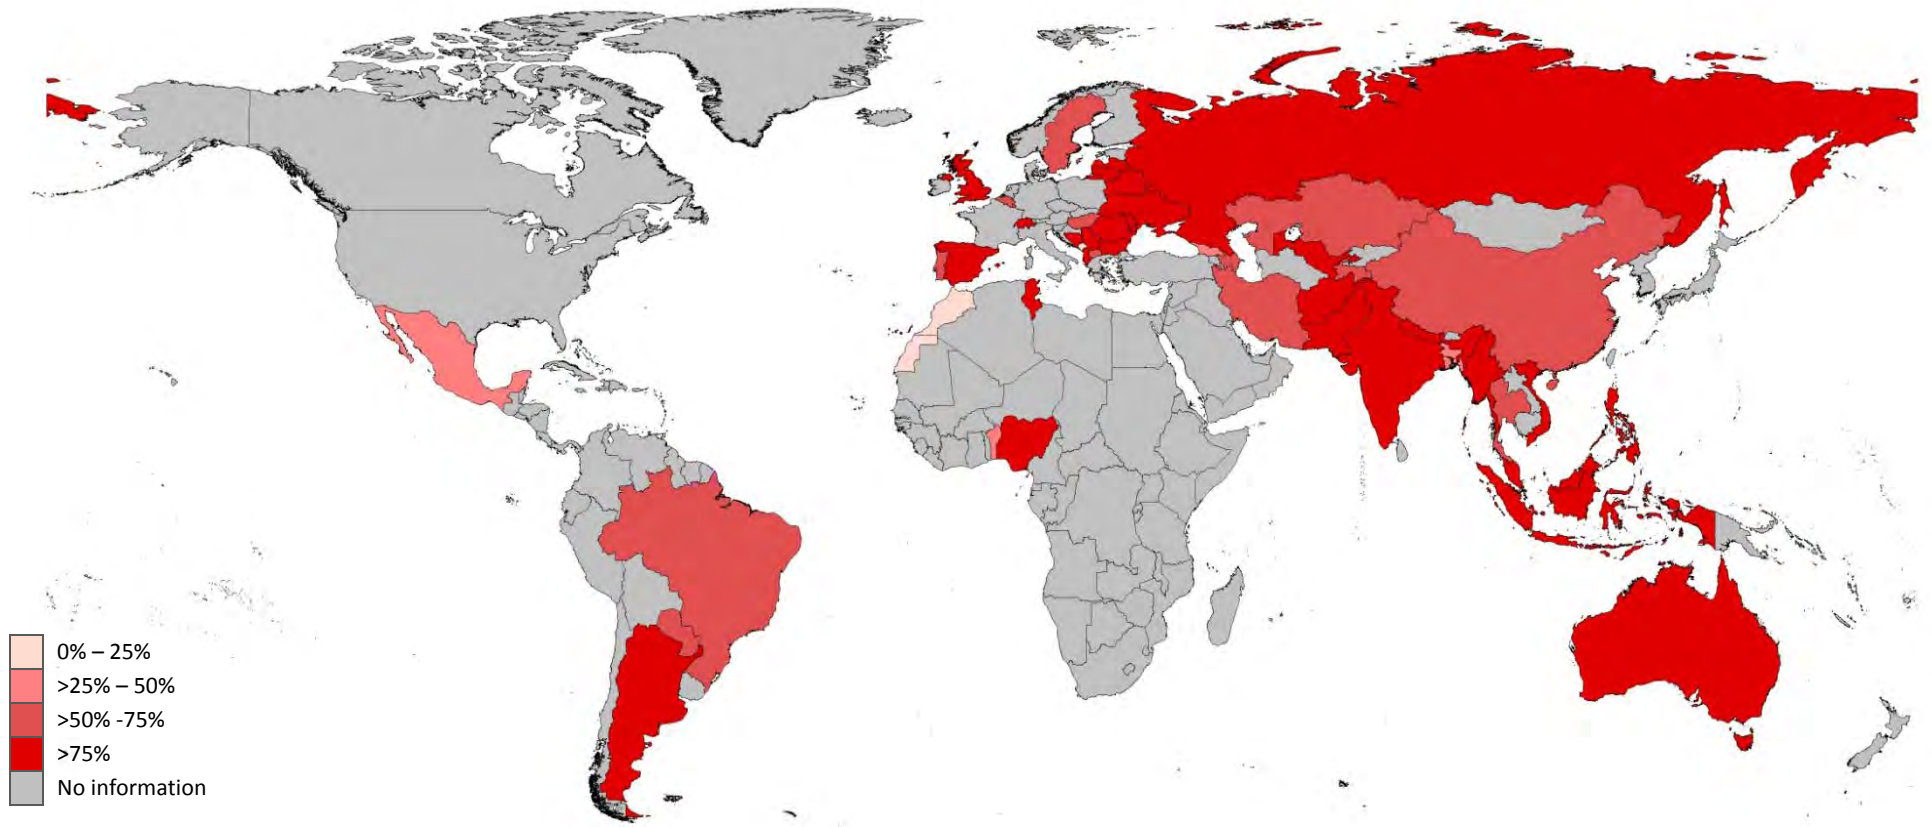 0% – 25%
>25% – 50%
>50% -75%
>75%
No information